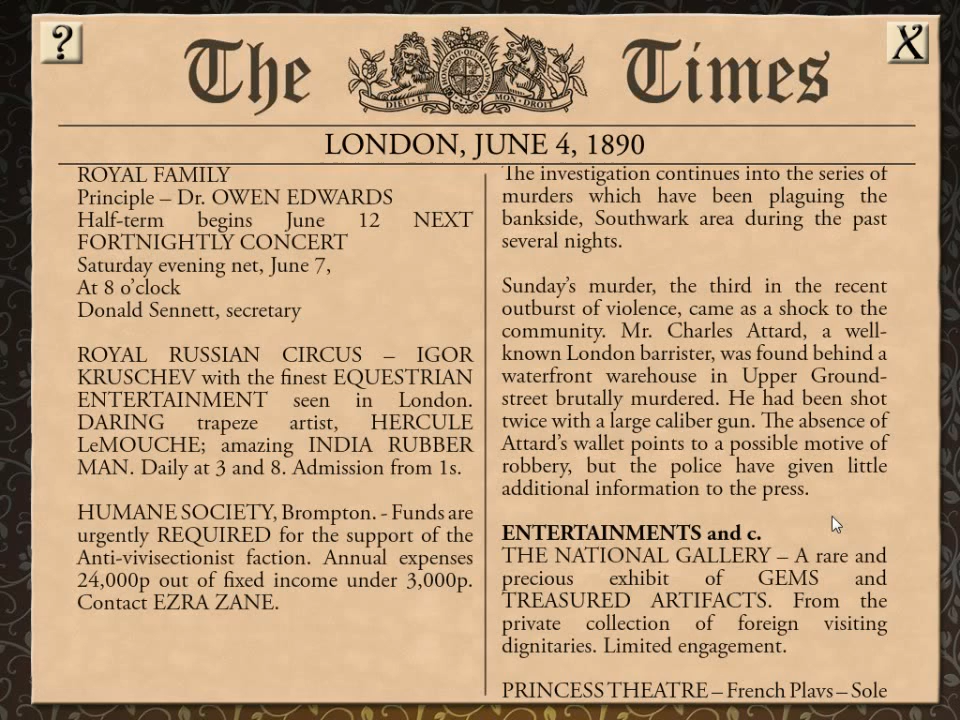 ?
X
The Times
DIEU · ET MON · DROIT
LONDON, JUNE 4, 1890
ROYAL FAMILY
Principle – Dr. OWEN EDWARDS
Half-term begins June 12 NEXT
FORTNIGHTLY CONCERT
Saturday evening net, June 7,
At 8 o'clock
Donald Sennett, secretary
ROYAL RUSSIAN CIRCUS – IGOR
KRUSCHEV with the finest EQUESTRIAN
ENTERTAINMENT seen in London.
DARING trapeze artist, HERCULE
LeMOUCHE; amazing INDIA RUBBER
MAN. Daily at 3 and 8. Admission from 1s.
HUMANE SOCIETY, Brompton. - Funds are
urgently REQUIRED for the support of the
Anti-vivisectionist faction. Annual expenses
24,000p out of fixed income under 3,000p.
Contact EZRA ZANE.
The investigation continues into the series of
murders which have been plaguing the
bankside, Southwark area during the past
several nights.
Sunday's murder, the third in the recent
outburst of violence, came as a shock to the
community. Mr. Charles Attard, a well-
known London barrister, was found behind a
waterfront warehouse in Upper Ground-
street brutally murdered. He had been shot
twice with a large caliber gun. The absence of
Attard's wallet points to a possible motive of
robbery, but the police have given little
additional information to the press.
ENTERTAINMENTS and c.
THE NATIONAL GALLERY – A rare and
precious exhibit of GEMS and
TREASURED ARTIFACTS. From the
private collection of foreign visiting
dignitaries. Limited engagement.
PRINCESS THEATRE – French Plays – Sole